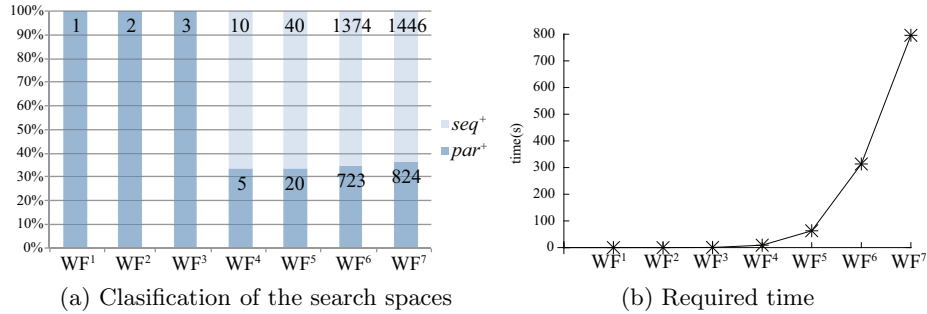 100%
90%
80%
70%
60%
50%
40%
30%
20%
10%
0%
1 2 3 10 40 1374 1446
5 20 723 824
WF¹ WF² WF³ WF⁴ WF⁵ WF⁶ WF⁷
seq⁺
par⁺
(a) Clasification of the search spaces
time(s)
800
700
600
500
400
300
200
100
0
WF¹ WF² WF³ WF⁴ WF⁵ WF⁶ WF⁷
(b) Required time